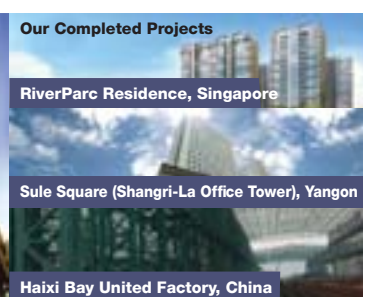 Our Completed Projects
RiverParc Residence, Singapore
Sule Square (Shangri-La Office Tower), Yangon
Haixi Bay United Factory, China